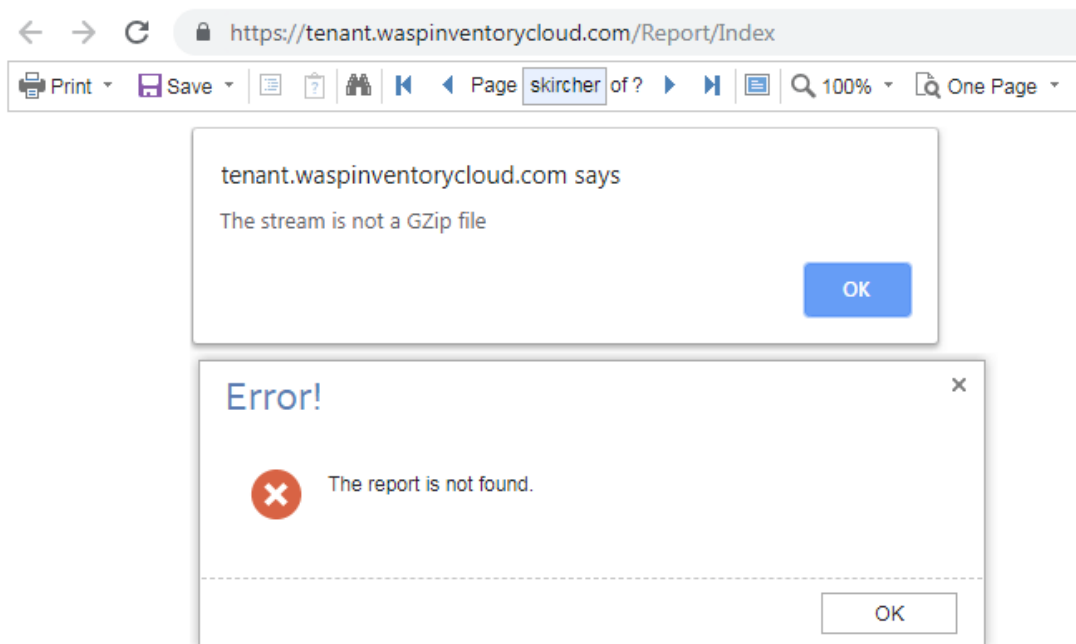 https://tenant.waspinventorycloud.com/Report/Index
Print Save ? Page skircher of ? 100% One Page
tenant.waspinventorycloud.com says
The stream is not a GZip file
OK
Error!
The report is not found.
OK